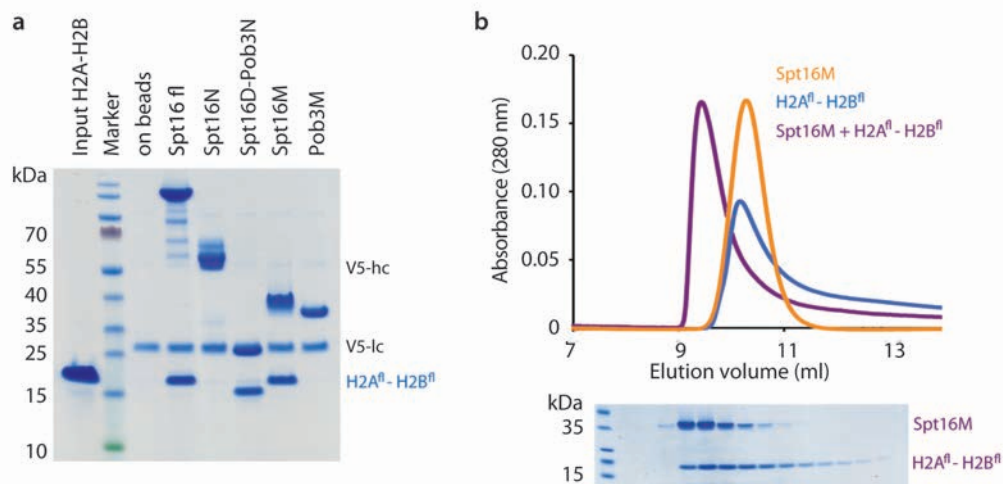 a
Input H2A-H2B
Marker
on beads
Spt16 fl
Spt16N
Spt16D-Pob3N
Spt16M
Pob3M
kDa
70
55
40
35
25
15
10
V5-hc
V5-lc
H2Aᶠˡ - H2Bᶠˡ
b
0.20
0.15
0.10
0.05
0
Absorbance (280 nm)
Spt16M
H2Aᶠˡ - H2Bᶠˡ
Spt16M + H2Aᶠˡ - H2Bᶠˡ
7
9
11
13
Elution volume (ml)
kDa
35
15
Spt16M
H2Aᶠˡ - H2Bᶠˡ